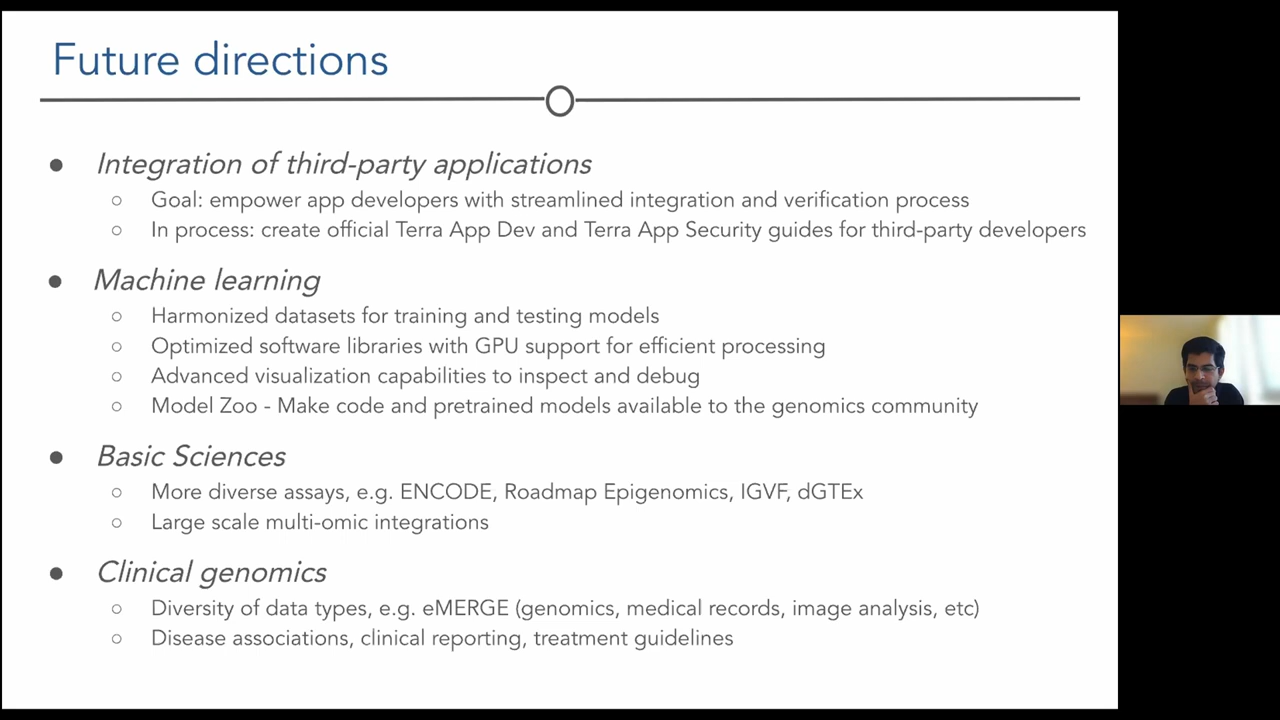 Future directions
● Integration of third-party applications
○ Goal: empower app developers with streamlined integration and verification process
○ In process: create official Terra App Dev and Terra App Security guides for third-party developers
● Machine learning
○ Harmonized datasets for training and testing models
○ Optimized software libraries with GPU support for efficient processing
○ Advanced visualization capabilities to inspect and debug
○ Model Zoo - Make code and pretrained models available to the genomics community
● Basic Sciences
○ More diverse assays, e.g. ENCODE, Roadmap Epigenomics, IGVF, dGTEx
○ Large scale multi-omic integrations
● Clinical genomics
○ Diversity of data types, e.g. eMERGE (genomics, medical records, image analysis, etc)
○ Disease associations, clinical reporting, treatment guidelines